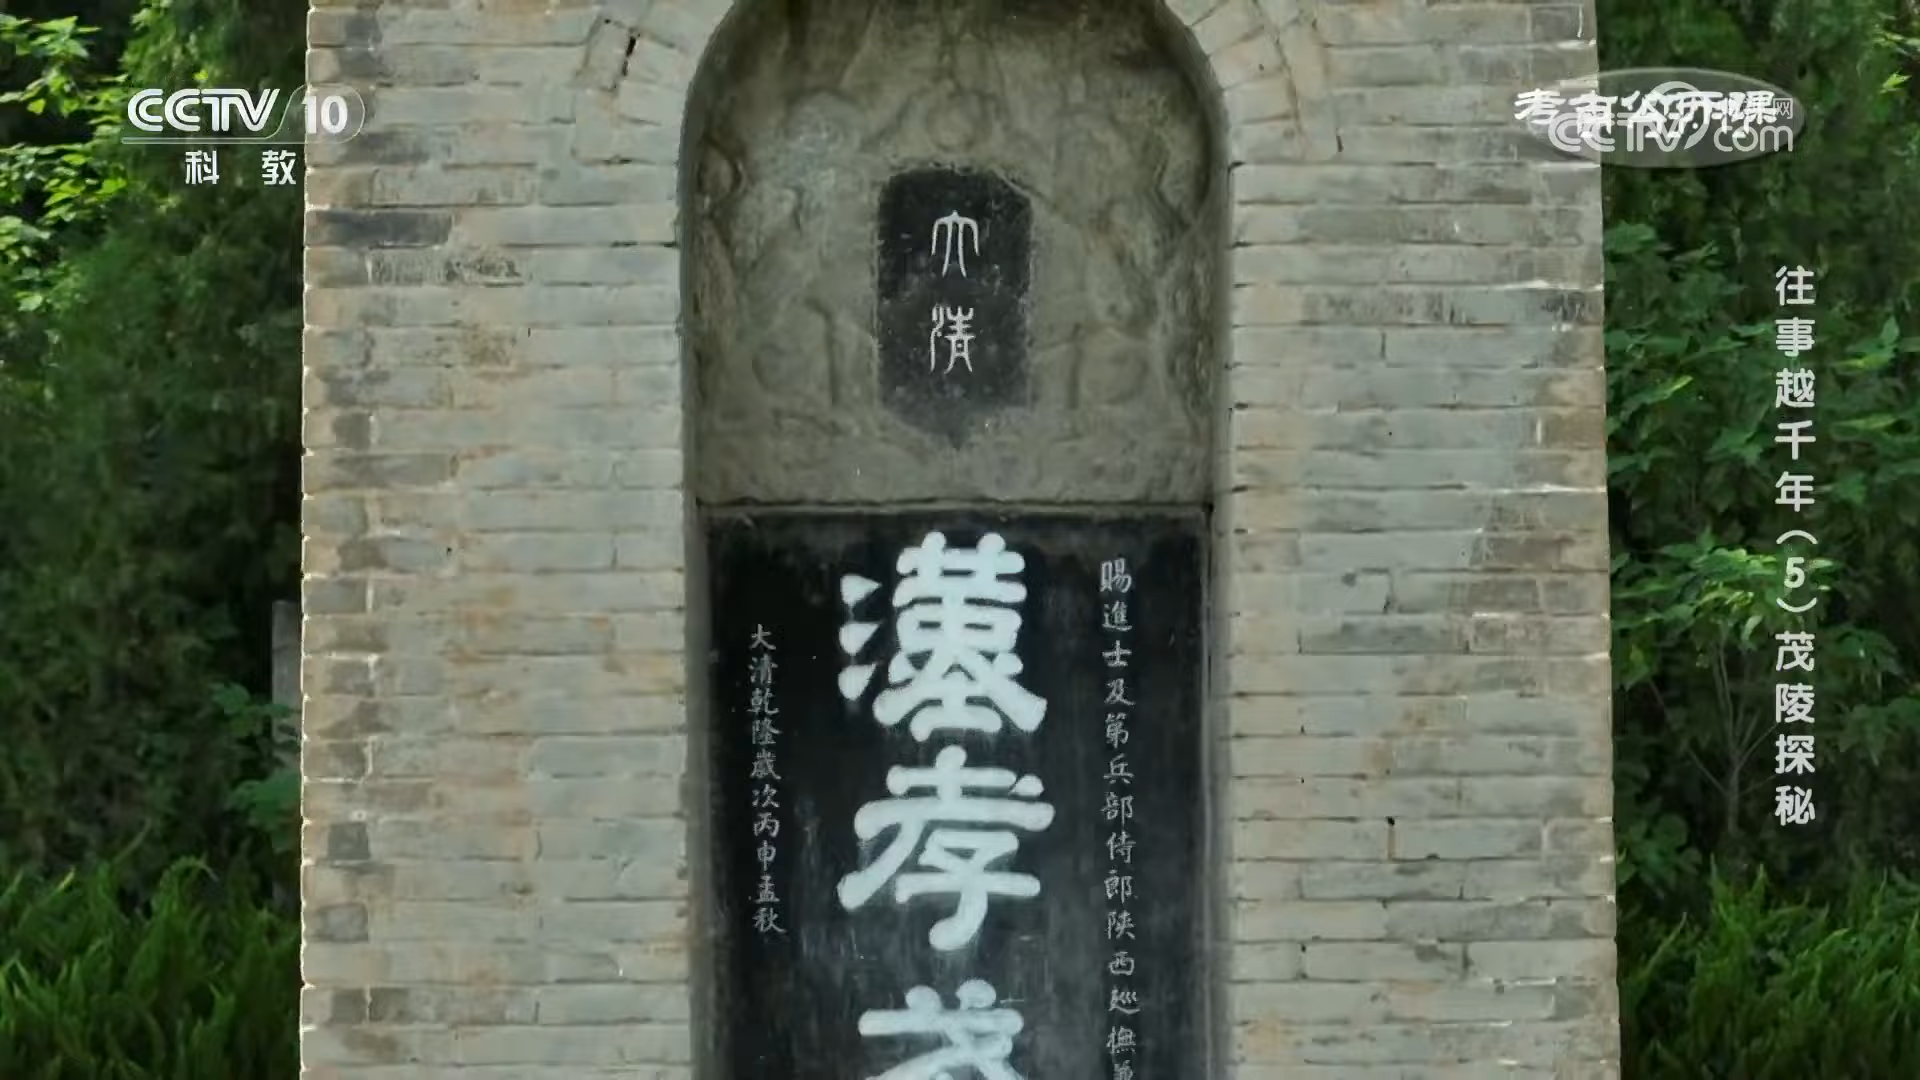 CCTV 10
科教
考古公开课
CCTV.com
大清
賜進士及第兵部侍郎陝西巡撫兼
漢孝武
大清乾隆歲次丙申孟秋
往事越千年（5）茂陵探秘